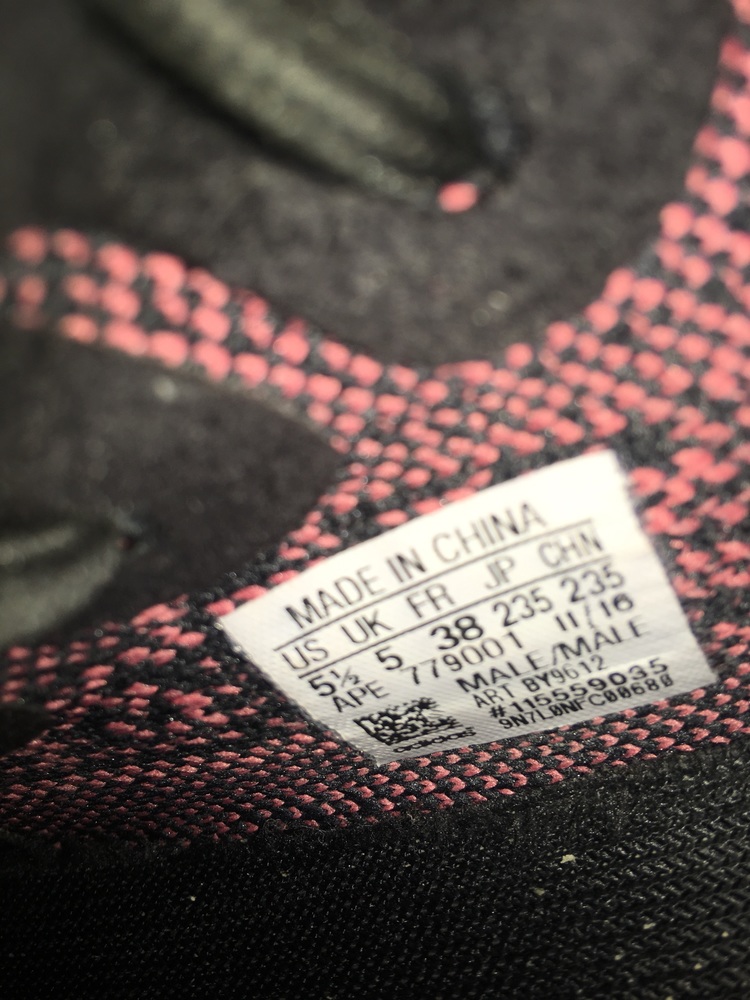 MADE IN CHINA
US UK FR JP CHN
5½ 5 38 235 235
APE 779001 11/16
MALE/MALE
ART BY9612
#115559035
9N7L0NFC00680
adidas